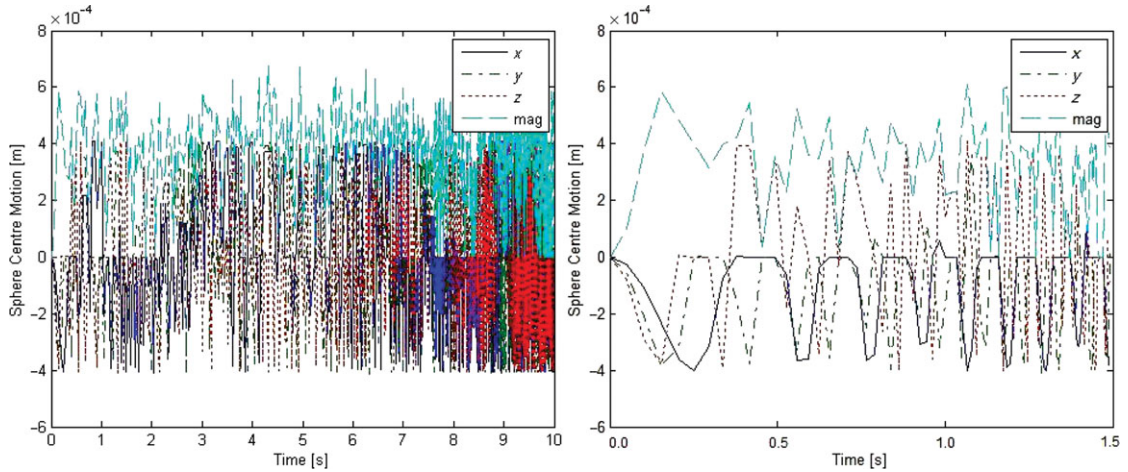 ×10⁻⁴
8
6
4
2
0
−2
−4
−6
Sphere Centre Motion [m]
x
y
z
mag
0 1 2 3 4 5 6 7 8 9 10
Time [s]
×10⁻⁴
8
6
4
2
0
−2
−4
−6
Sphere Centre Motion [m]
x
y
z
mag
0.0 0.5 1.0 1.5
Time [s]